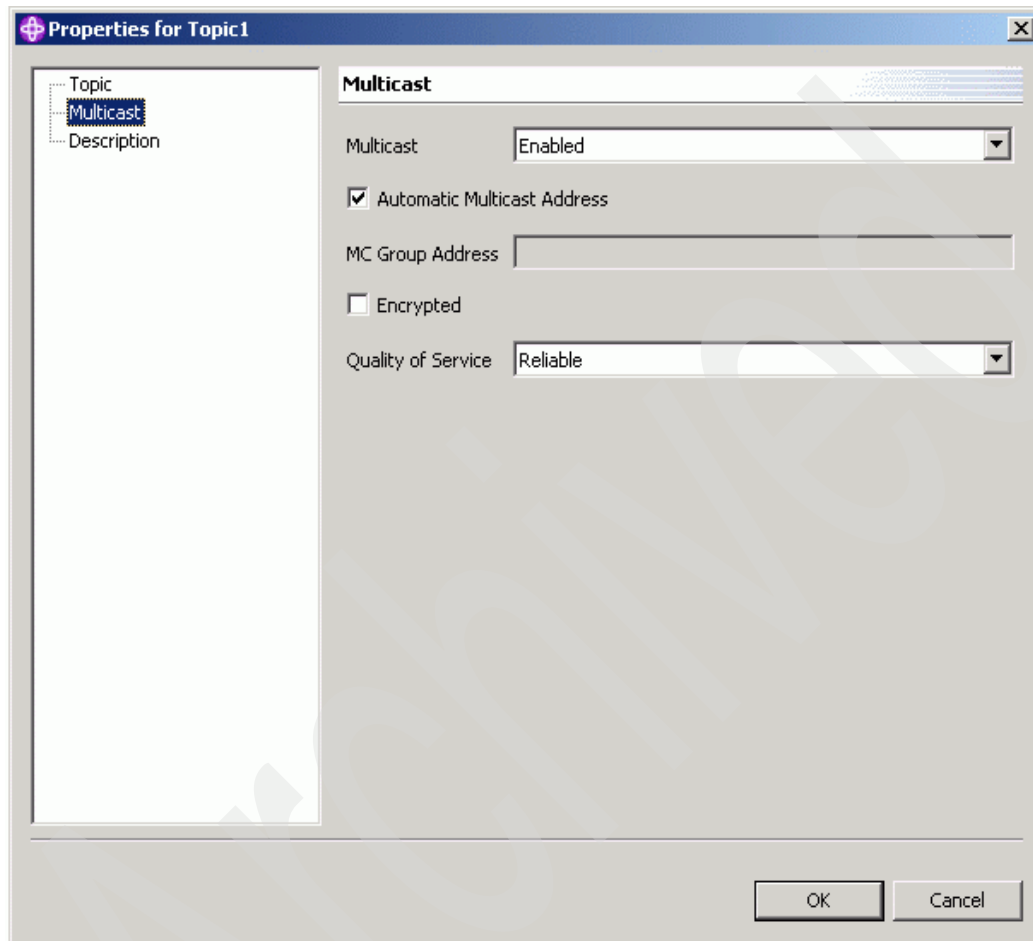 Properties for Topic1
Topic
Multicast
Description
Multicast
Multicast Enabled
Automatic Multicast Address
MC Group Address
Encrypted
Quality of Service Reliable
OK Cancel
Archived